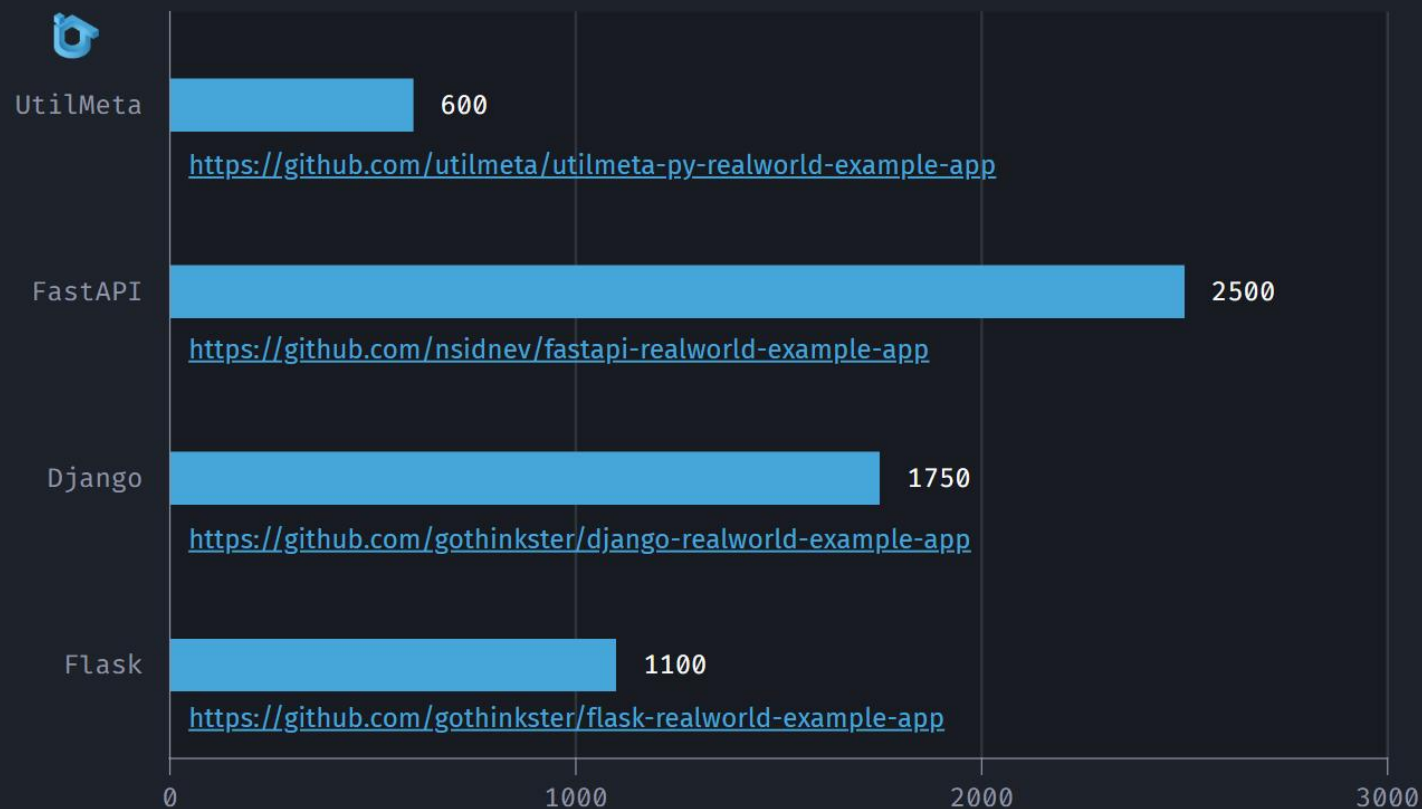 UtilMeta
600
https://github.com/utilmeta/utilmeta-py-realworld-example-app
FastAPI
2500
https://github.com/nsidnev/fastapi-realworld-example-app
Django
1750
https://github.com/gothinkster/django-realworld-example-app
Flask
1100
https://github.com/gothinkster/flask-realworld-example-app
0 1000 2000 3000